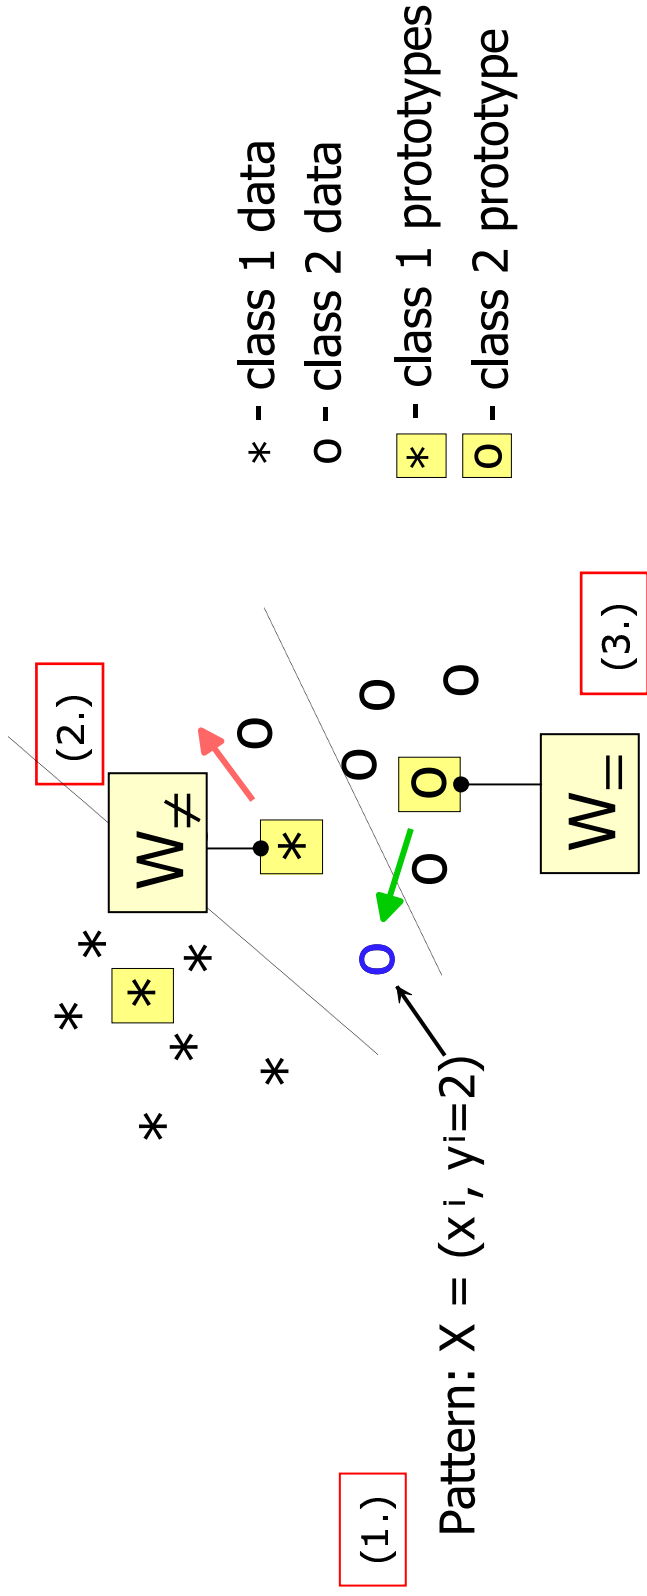 (2.)
W≠
* - class 1 data
o - class 2 data
* - class 1 prototypes
o - class 2 prototype
(1.)
Pattern: X = (xⁱ, yⁱ=2)
W=
(3.)